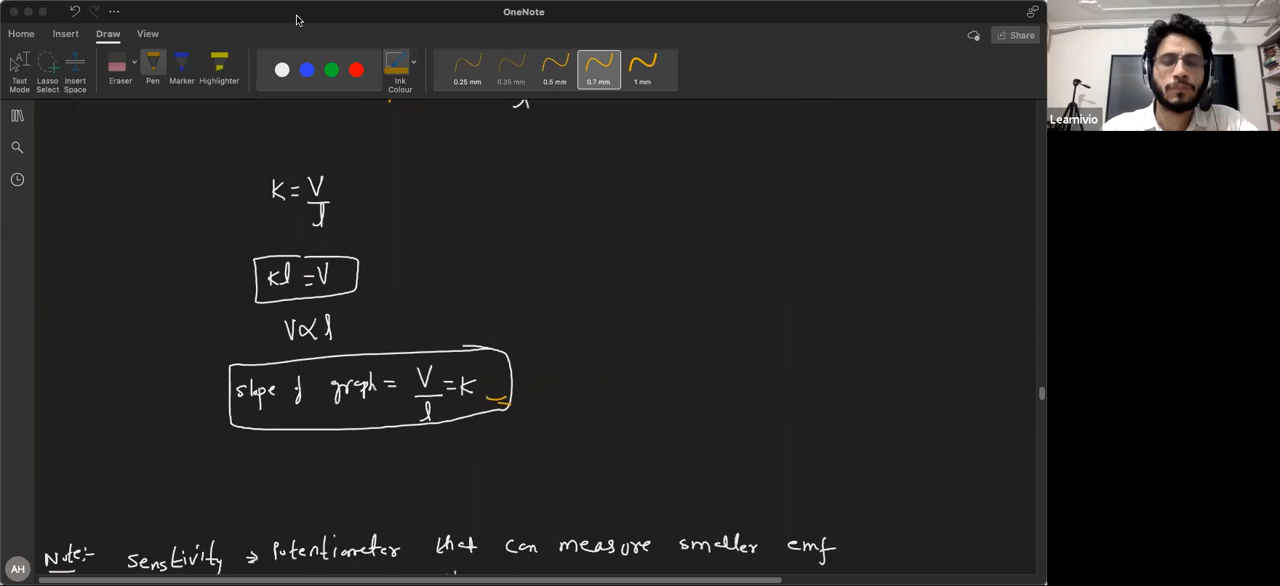 OneNote
Home Insert Draw View
Share
Text Mode
Lasso Select
Insert Space
Eraser
Pen
Marker
Highlighter
Ink Colour
0.25 mm
0.35 mm
0.5 mm
0.7 mm
1 mm
Learnivio
K = V/l
Kl = V
V ∝ l
slope of graph = V/l = K
Note:- Senstivity → Potentiometer that can measure smaller emf
AH